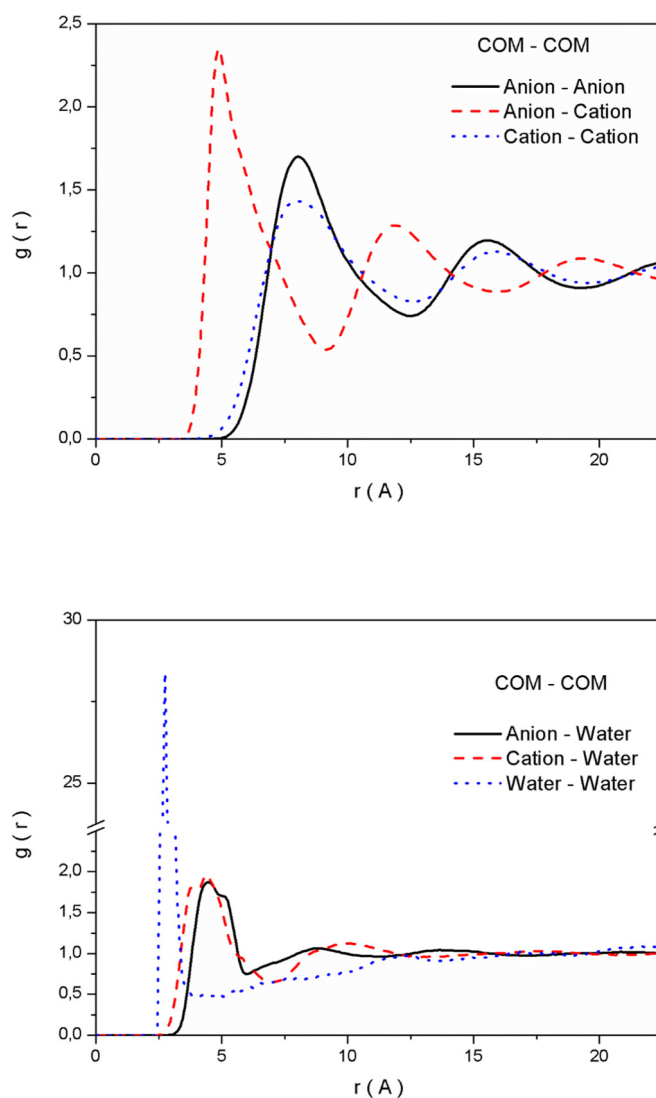 2,5
COM - COM
Anion - Anion
2,0
Anion - Cation
Cation - Cation
1,5
g ( r )
1,0
0,5
0,0
0 5 10 15 20
r ( A )
30
COM - COM
Anion - Water
Cation - Water
25
Water - Water
g ( r )
2,0
1,5
1,0
0,5
0,0
0 5 10 15 20
r ( A )